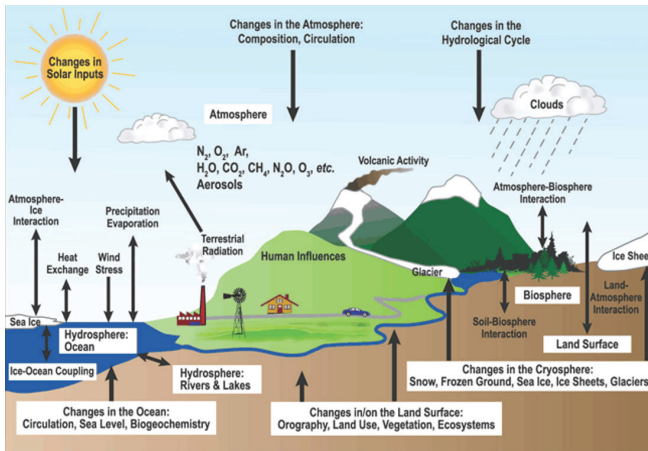 Changes in the Atmosphere:
Composition, Circulation
Changes in the
Hydrological Cycle
Changes in
Solar Inputs
Clouds
Atmosphere
N₂, O₂, Ar,
H₂O, CO₂, CH₄, N₂O, O₃, etc.
Aerosols
Volcanic Activity
Atmosphere-Biosphere
Interaction
Atmosphere-
Ice
Interaction
Precipitation
Evaporation
Terrestrial
Radiation
Heat
Exchange
Wind
Stress
Human Influences
Glacier
Ice Shee
Land-
Atmosphere
Interaction
Biosphere
Soil-Biosphere
Interaction
Land Surface
Sea Ice
Hydrosphere:
Ocean
Ice-Ocean Coupling
Hydrosphere:
Rivers & Lakes
Changes in the Cryosphere:
Snow, Frozen Ground, Sea Ice, Ice Sheets, Glaciers
Changes in the Ocean:
Circulation, Sea Level, Biogeochemistry
Changes in/on the Land Surface:
Orography, Land Use, Vegetation, Ecosystems